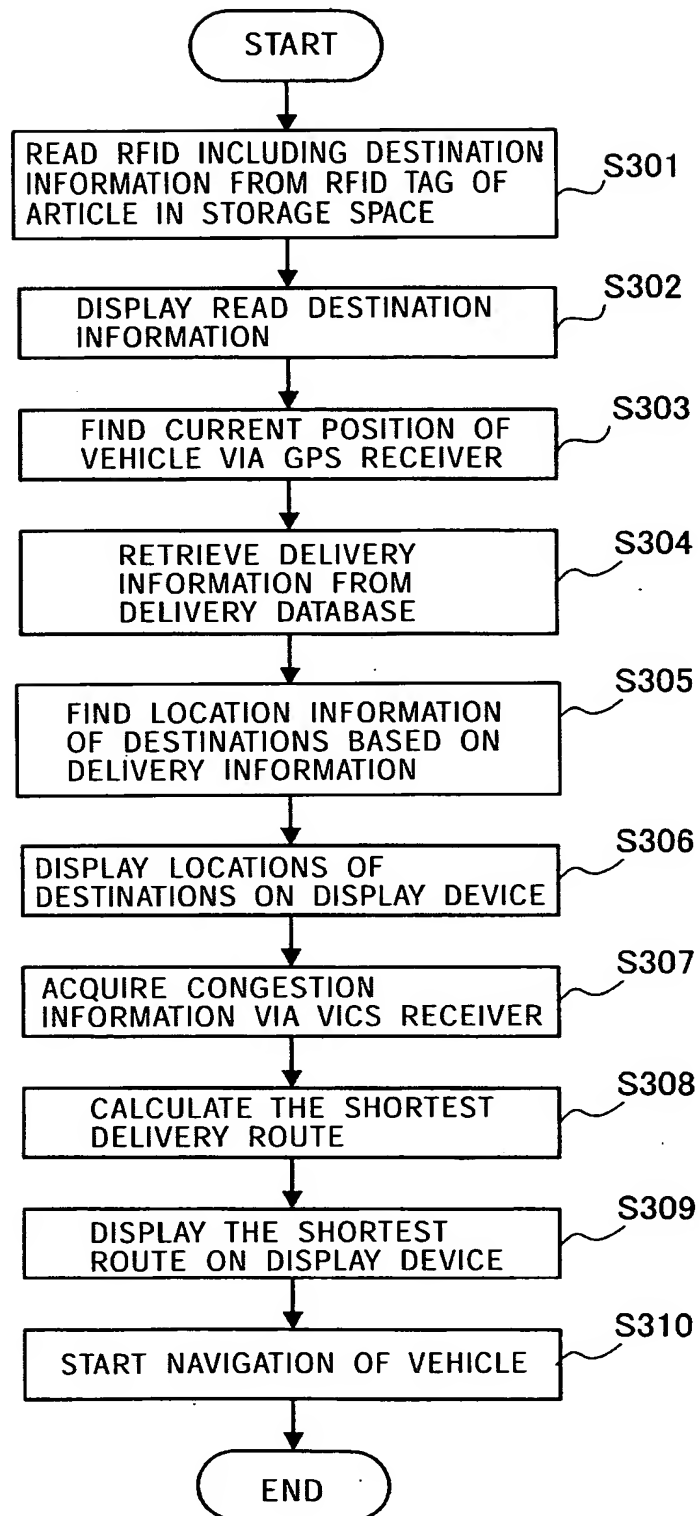 START
READ RFID INCLUDING DESTINATION
INFORMATION FROM RFID TAG OF
ARTICLE IN STORAGE SPACE
S301
DISPLAY READ DESTINATION
INFORMATION
S302
FIND CURRENT POSITION OF
VEHICLE VIA GPS RECEIVER
S303
RETRIEVE DELIVERY
INFORMATION FROM
DELIVERY DATABASE
S304
FIND LOCATION INFORMATION
OF DESTINATIONS BASED ON
DELIVERY INFORMATION
S305
DISPLAY LOCATIONS OF
DESTINATIONS ON DISPLAY DEVICE
S306
ACQUIRE CONGESTION
INFORMATION VIA VICS RECEIVER
S307
CALCULATE THE SHORTEST
DELIVERY ROUTE
S308
DISPLAY THE SHORTEST
ROUTE ON DISPLAY DEVICE
S309
START NAVIGATION OF VEHICLE
S310
END